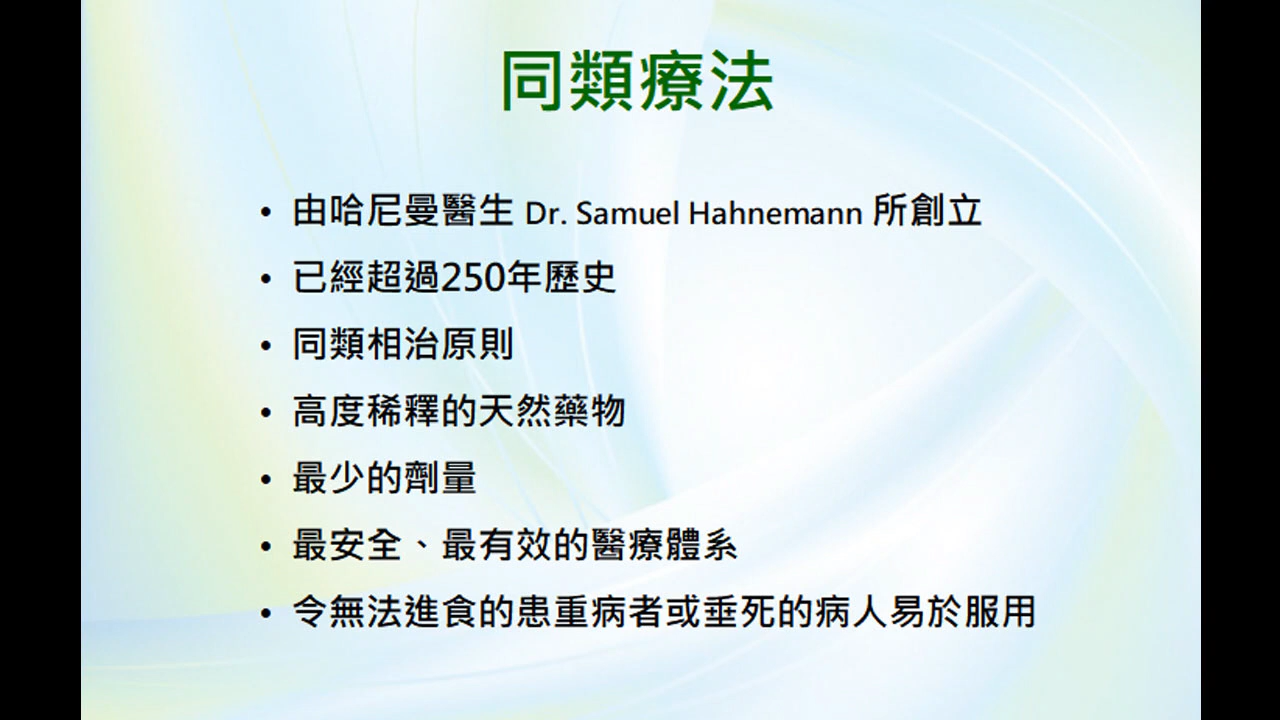 同類療法
• 由哈尼曼醫生 Dr. Samuel Hahnemann 所創立
• 已經超過250年歷史
• 同類相治原則
• 高度稀釋的天然藥物
• 最少的劑量
• 最安全、最有效的醫療體系
• 令無法進食的患重病者或垂死的病人易於服用